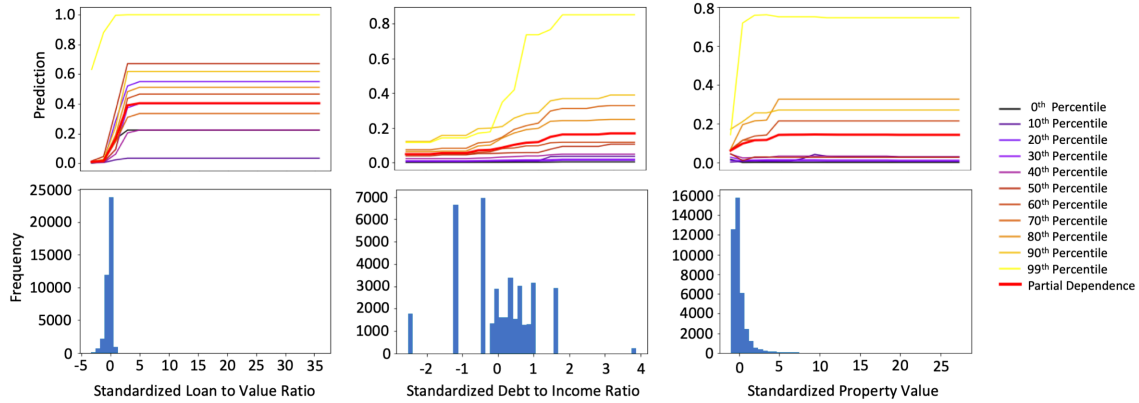 1.0
0.8
0.6
0.4
0.2
0.0
Prediction
0.8
0.6
0.4
0.2
0.0
0.8
0.6
0.4
0.2
0.0
25000
20000
15000
10000
5000
0
Frequency
-5 0 5 10 15 20 25 30 35
Standardized Loan to Value Ratio
7000
6000
5000
4000
3000
2000
1000
0
-2 -1 0 1 2 3 4
Standardized Debt to Income Ratio
16000
14000
12000
10000
8000
6000
4000
2000
0
0 5 10 15 20 25
Standardized Property Value
0th Percentile
10th Percentile
20th Percentile
30th Percentile
40th Percentile
50th Percentile
60th Percentile
70th Percentile
80th Percentile
90th Percentile
99th Percentile
Partial Dependence